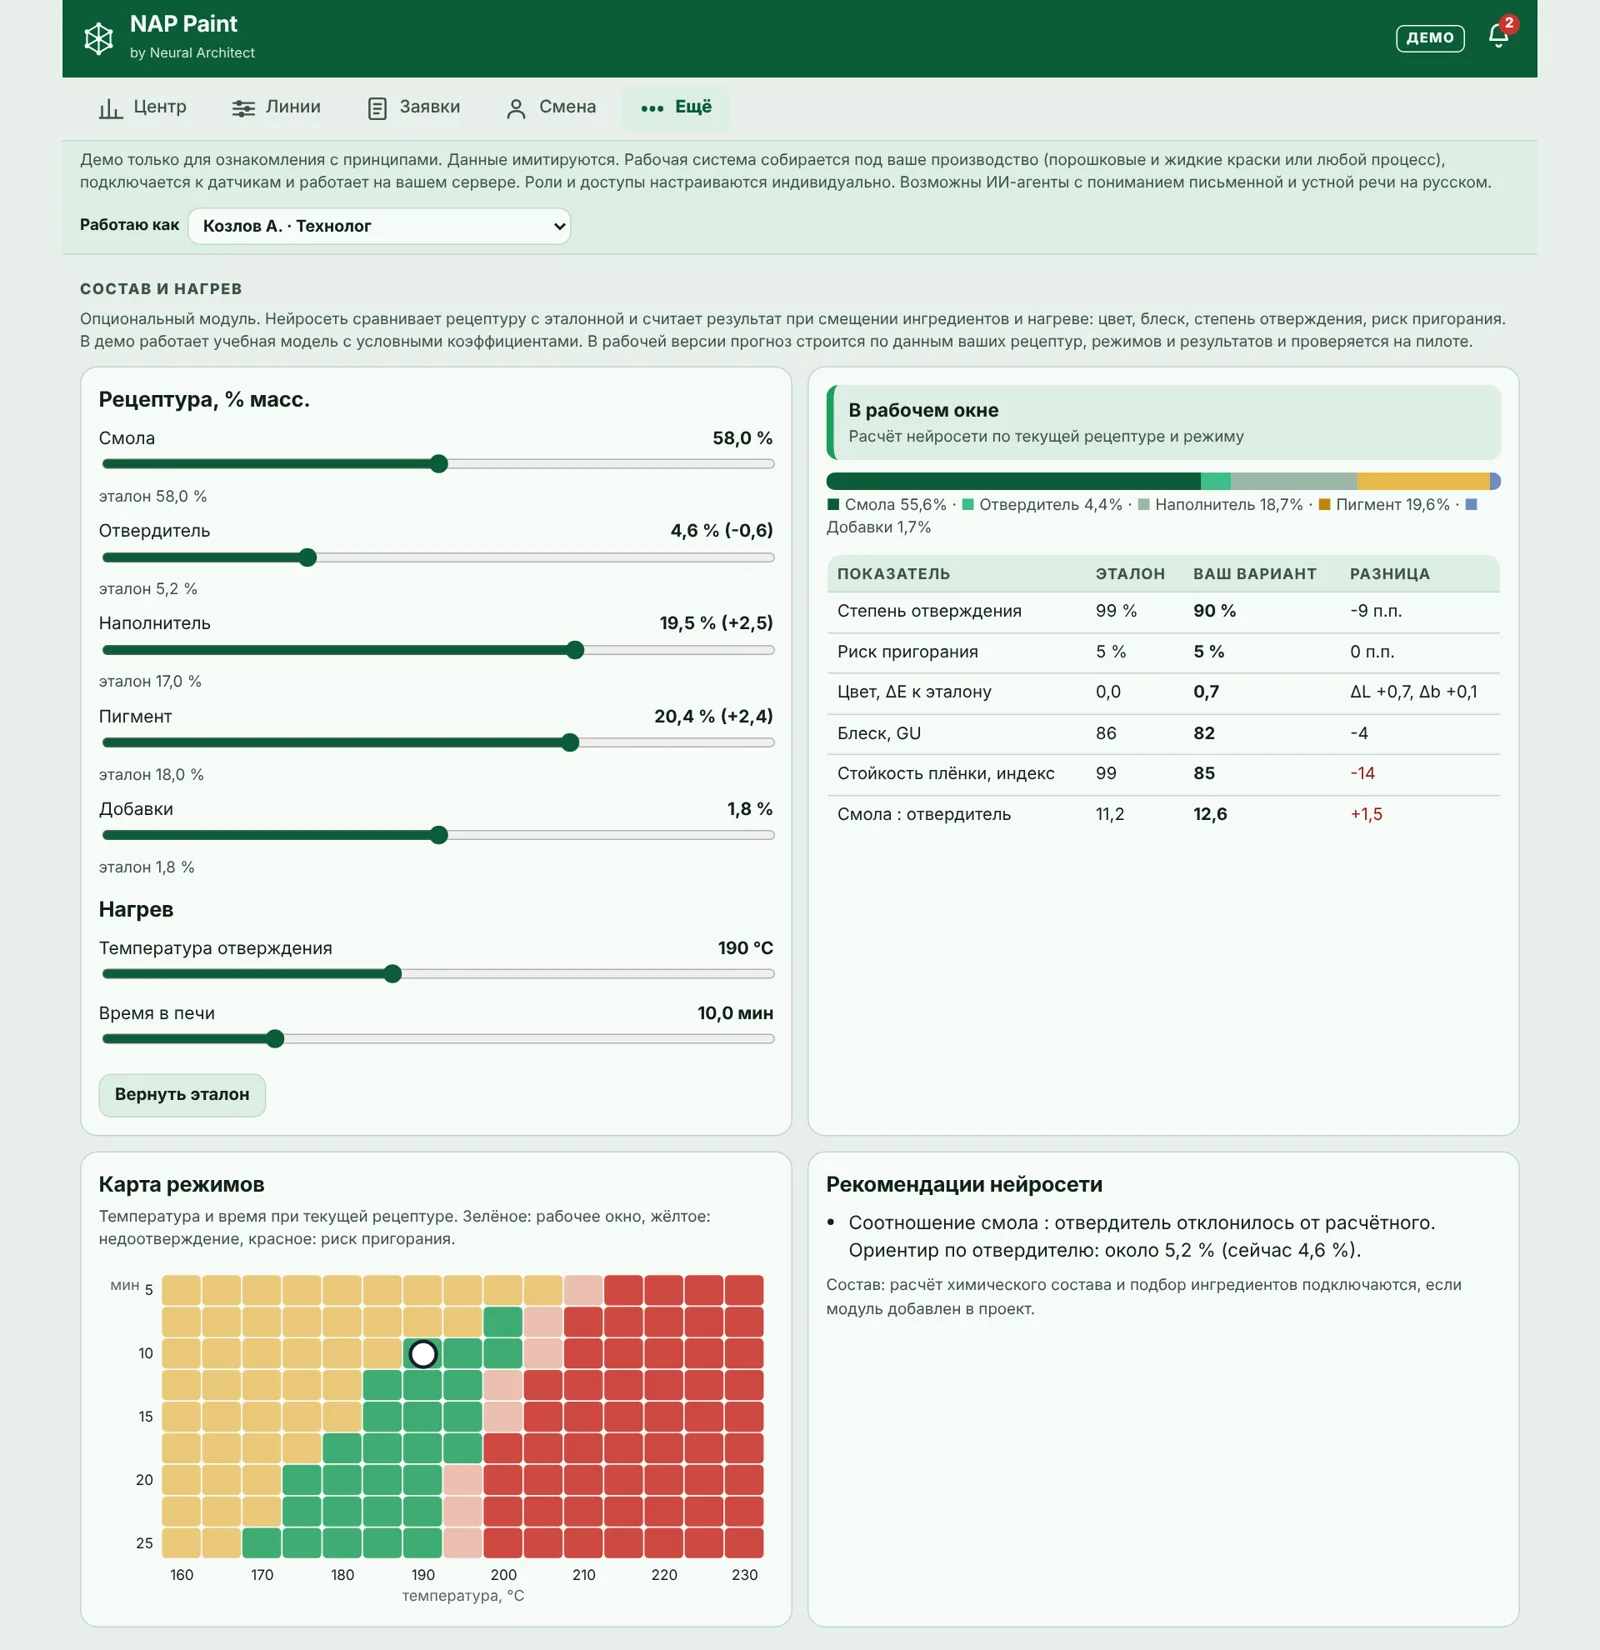 NAP Paint
by Neural Architect
ДЕМО
2
Центр
Линии
Заявки
Смена
Ещё
Демо только для ознакомления с принципами. Данные имитируются. Рабочая система собирается под ваше производство (порошковые и жидкие краски или любой процесс),
подключается к датчикам и работает на вашем сервере. Роли и доступы настраиваются индивидуально. Возможны ИИ-агенты с пониманием письменной и устной речи на русском.
Работаю как
Козлов А. · Технолог
СОСТАВ И НАГРЕВ
Опциональный модуль. Нейросеть сравнивает рецептуру с эталонной и считает результат при смещении ингредиентов и нагреве: цвет, блеск, степень отверждения, риск пригорания.
В демо работает учебная модель с условными коэффициентами. В рабочей версии прогноз строится по данным ваших рецептур, режимов и результатов и проверяется на пилоте.
Рецептура, % масс.
Смола 58,0 %
эталон 58,0 %
Отвердитель 4,6 % (-0,6)
эталон 5,2 %
Наполнитель 19,5 % (+2,5)
эталон 17,0 %
Пигмент 20,4 % (+2,4)
эталон 18,0 %
Добавки 1,8 %
эталон 1,8 %
Нагрев
Температура отверждения 190 °C
Время в печи 10,0 мин
Вернуть эталон
В рабочем окне
Расчёт нейросети по текущей рецептуре и режиму
Смола 55,6% · Отвердитель 4,4% · Наполнитель 18,7% · Пигмент 19,6% ·
Добавки 1,7%
ПОКАЗАТЕЛЬ ЭТАЛОН ВАШ ВАРИАНТ РАЗНИЦА
Степень отверждения 99 % 90 % -9 п.п.
Риск пригорания 5 % 5 % 0 п.п.
Цвет, ΔE к эталону 0,0 0,7 ΔL +0,7, Δb +0,1
Блеск, GU 86 82 -4
Стойкость плёнки, индекс 99 85 -14
Смола : отвердитель 11,2 12,6 +1,5
Карта режимов
Температура и время при текущей рецептуре. Зелёное: рабочее окно, жёлтое:
недоотверждение, красное: риск пригорания.
мин 5
10
15
20
25
160 170 180 190 200 210 220 230
температура, °C
Рекомендации нейросети
• Соотношение смола : отвердитель отклонилось от расчётного.
Ориентир по отвердителю: около 5,2 % (сейчас 4,6 %).
Состав: расчёт химического состава и подбор ингредиентов подключаются, если
модуль добавлен в проект.